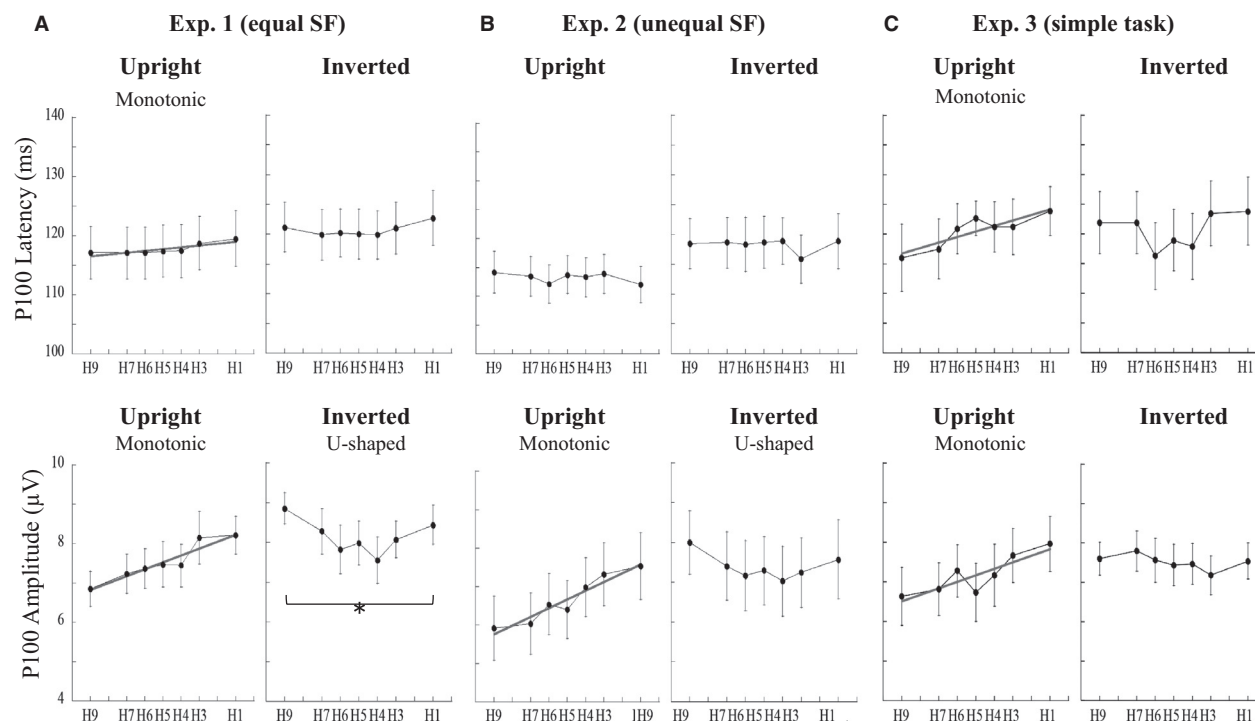 A Exp. 1 (equal SF) B Exp. 2 (unequal SF) C Exp. 3 (simple task)
Upright Inverted Upright Inverted Upright Inverted
Monotonic Monotonic
P100 Latency (ms)
140
130
120
110
100
H9 H7 H6 H5 H4 H3 H1 H9 H7 H6 H5 H4 H3 H1 H9 H7 H6 H5 H4 H3 H1 H9 H7 H6 H5 H4 H3 H1 H9 H7 H6 H5 H4 H3 H1 H9 H7 H6 H5 H4 H3 H1
Upright Inverted Upright Inverted Upright Inverted
Monotonic U-shaped Monotonic U-shaped Monotonic
P100 Amplitude (µV)
10
8
6
4
*
H9 H7 H6 H5 H4 H3 H1 H9 H7 H6 H5 H4 H3 H1 H9 H7 H6 H5 H4 H3 lH9 H9 H7 H6 H5 H4 H3 H1 H9 H7 H6 H5 H4 H3 H1 H9 H7 H6 H5 H4 H3 H1